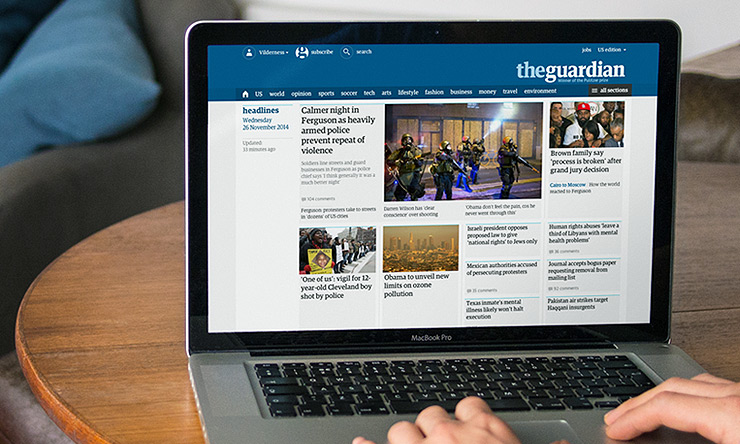 Vilderness
subscribe
search
jobs
US edition
theguardian
Winner of the Pulitzer prize
US world opinion sports soccer tech arts lifestyle fashion business money travel environment
all sections
headlines
Wednesday
26 November 2014
Updated:
33 minutes ago
Calmer night in
Ferguson as heavily
armed police
prevent repeat of
violence
Soldiers line streets and guard
businesses in Ferguson as police
chief says 'I think generally it was a
much better night'
104 comments
Ferguson: protesters take to streets
in 'dozens' of US cities
Darren Wilson has 'clear
conscience' over shooting
'Obama don't feel the pain, cos he
never went through this'
Brown family say
'process is broken' after
grand jury decision
Cairo to Moscow How the world
reacted to Ferguson
'One of us': vigil for 12-
year-old Cleveland boy
shot by police
Obama to unveil new
limits on ozone
pollution
Israeli president opposes
proposed law to give
'national rights' to Jews only
Mexican authorities accused
of persecuting protesters
35 comments
Texas inmate's mental
illness likely won't halt
execution
Human rights abuses 'leave a
third of Libyans with mental
health problems'
36 comments
Journal accepts bogus paper
requesting removal from
mailing list
92 comments
Pakistan air strikes target
Haqqani insurgents
MacBook Pro